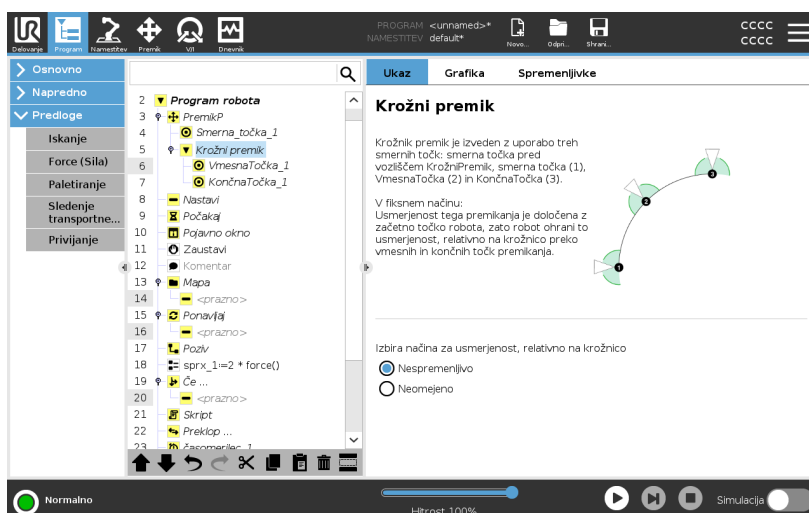 PROGRAM <unnamed>*
NAMESTITEV default*
Delovanje
Program
Namestitev
Premik
V/I
Dnevnik
Novo...
Odpri...
Shrani...
CCCC
CCCC
Osnovno
Napredno
Predloge
Iskanje
Force (Sila)
Paletiranje
Sledenje
transportne...
Privijanje
2 Program robota
3 PremikP
4 Smerna_točka_1
5 Krožni premik
6 VmesnaTočka_1
7 KončnaTočka_1
8 Nastavi
9 Počakaj
10 Pojavno okno
11 Zaustavi
12 Komentar
13 Mapa
14 <prazno>
15 Ponavljaj
16 <prazno>
17 Poziv
18 sprx_1:=2 * force()
19 Če ...
20 <prazno>
21 Skript
22 Preklop ...
23 časomerilec_1
Ukaz
Grafika
Spremenljivke
Krožni premik
Krožnik premik je izveden z uporabo treh
smernih točk: smerna točka pred
vozliščem KrožniPremik, smerna točka (1),
VmesnaTočka (2) in KončnaTočka (3).
V fiksnem načinu:
Usmerjenost tega premikanja je določena z
začetno točko robota, zato robot ohrani to
usmerjenost, relativno na krožnico preko
vmesnih in končnih točk premikanja.
3
2
1
Izbira načina za usmerjenost, relativno na krožnico
Nespremenljivo
Neomejeno
Normalno
Hitrost 100%
Simulacija